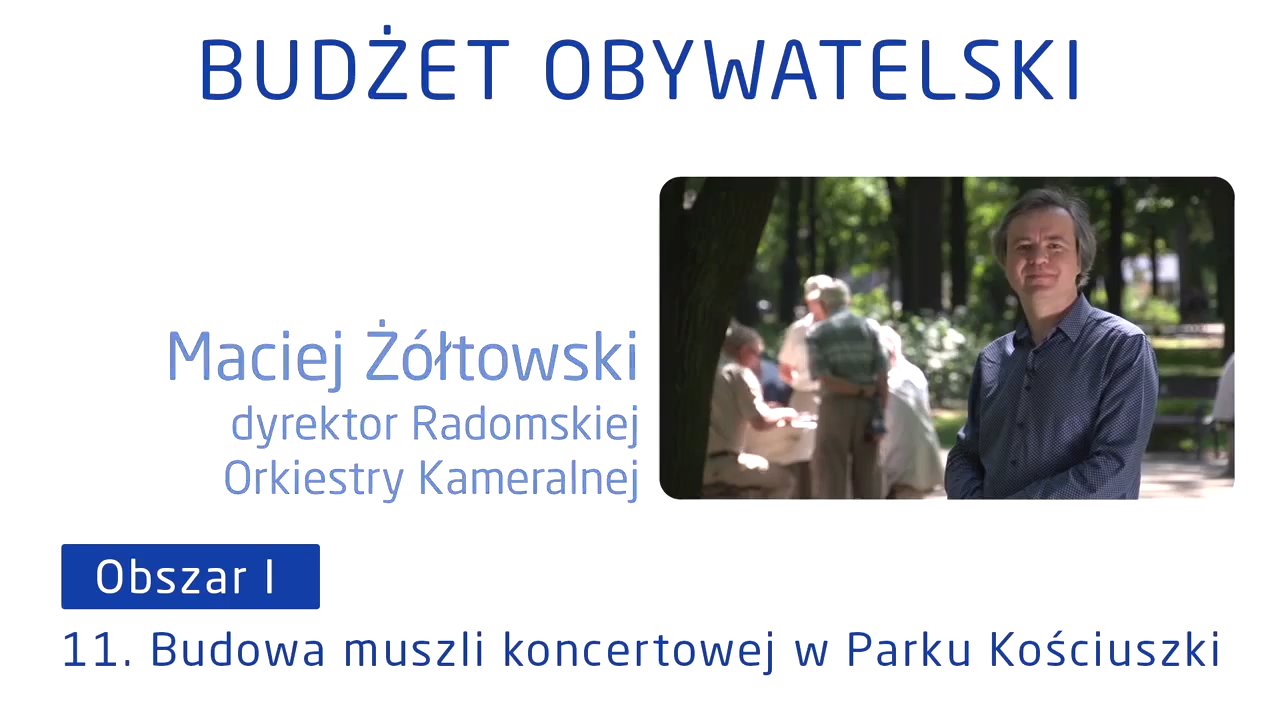 BUDŻET OBYWATELSKI
Maciej Żółtowski
dyrektor Radomskiej
Orkiestry Kameralnej
Obszar I
11. Budowa muszli koncertowej w Parku Kościuszki